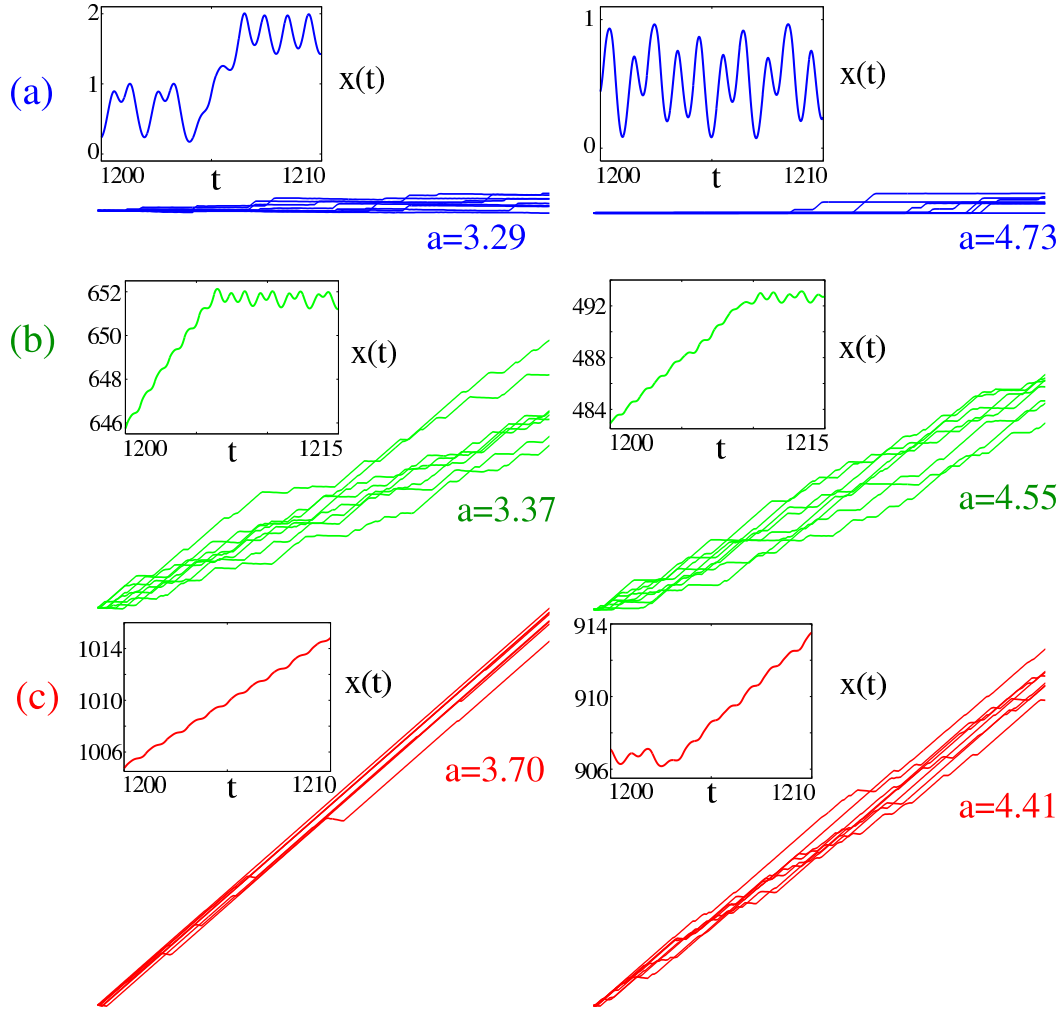 (a)
2
1
0
x(t)
1200 t 1210
a=3.29
1
0
x(t)
1200 t 1210
a=4.73
(b)
652
650
648
646
x(t)
1200 t 1215
a=3.37
492
488
484
x(t)
1200 t 1215
a=4.55
(c)
1014
1010
1006
x(t)
1200 t 1210
a=3.70
914
910
906
x(t)
1200 t 1210
a=4.41